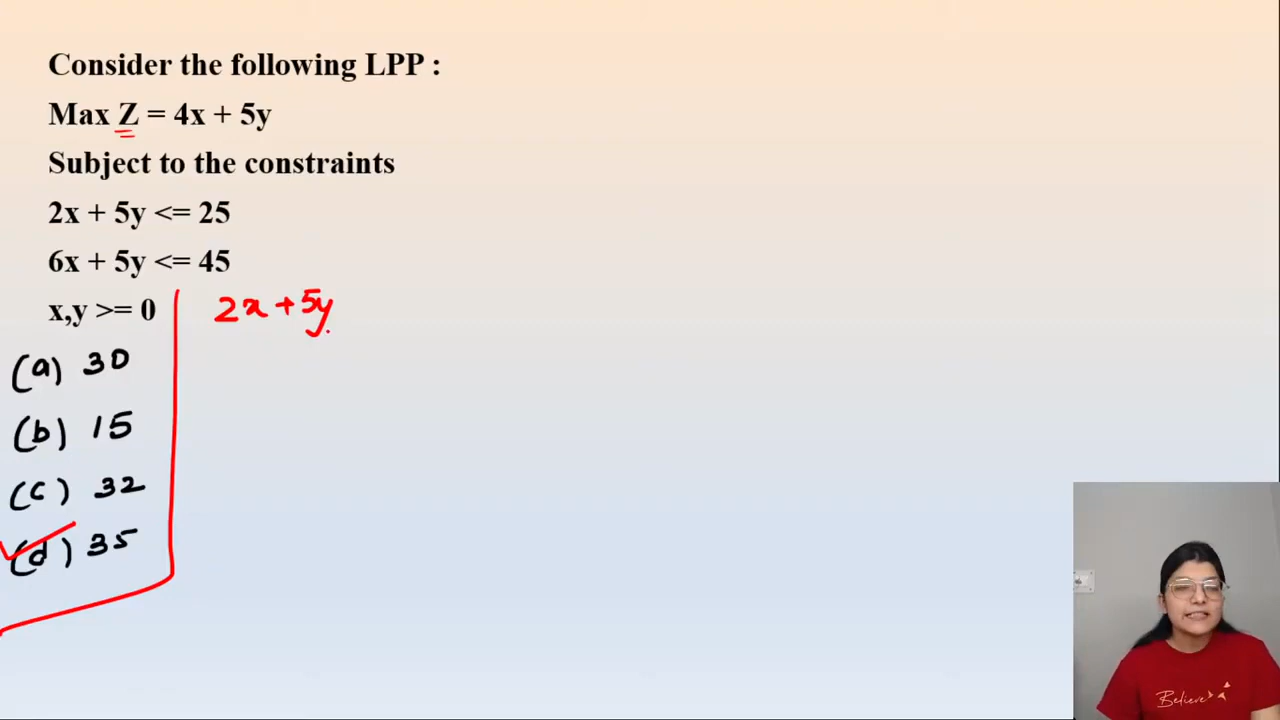 Consider the following LPP :
Max Z = 4x + 5y
Subject to the constraints
2x + 5y <= 25
6x + 5y <= 45
x,y >= 0
2x + 5y
(a) 30
(b) 15
(c) 32
(d) 35
Believe